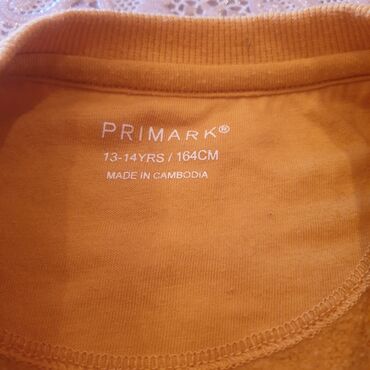 PRIMARK®
13-14YRS / 164CM
MADE IN CAMBODIA